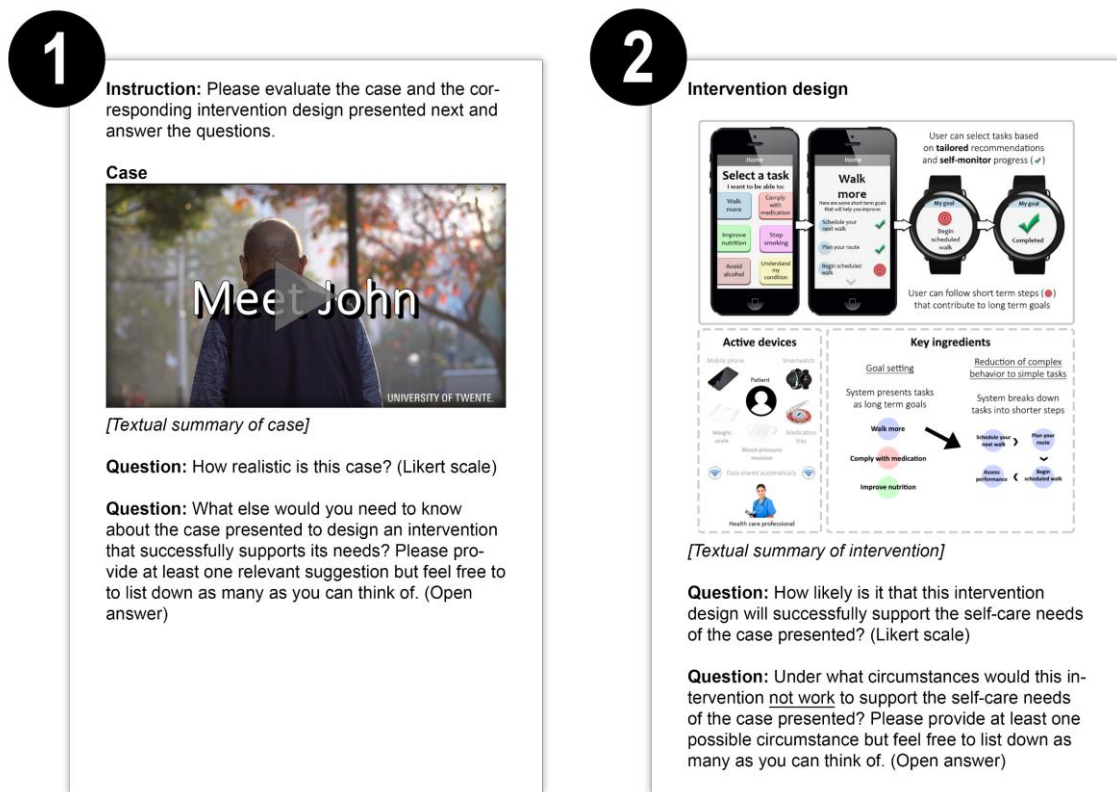 1
Instruction: Please evaluate the case and the cor-
responding intervention design presented next and
answer the questions.
Case
Meet John
UNIVERSITY OF TWENTE.
[Textual summary of case]
Question: How realistic is this case? (Likert scale)
Question: What else would you need to know
about the case presented to design an intervention
that successfully supports its needs? Please pro-
vide at least one relevant suggestion but feel free to
to list down as many as you can think of. (Open
answer)
2
Intervention design
Home
Select a task
I want to be able to:
Walk
more
Comply
with
medication
Improve
nutrition
Stop
smoking
Avoid
alcohol
Understand
my
condition
Home
Walk
more
Here are some short term goals
that will help you improve:
Schedule your
next walk
Plan your route
Begin scheduled
walk
User can select tasks based
on tailored recommendations
and self-monitor progress (✔)
My goal
Begin
scheduled
walk
My goal
Completed
User can follow short term steps (🎯)
that contribute to long term goals
Active devices
Mobile phone
Smartwatch
Patient
Weight
scale
Medication
tray
Blood pressure
monitor
Data shared automatically
Health care professional
Key ingredients
Goal setting
System presents tasks
as long term goals
Walk more
Comply with medication
Improve nutrition
Reduction of complex
behavior to simple tasks
System breaks down
tasks into shorter steps
Schedule your
next walk
Plan your
route
Assess
performance
Begin
scheduled walk
[Textual summary of intervention]
Question: How likely is it that this intervention
design will successfully support the self-care needs
of the case presented? (Likert scale)
Question: Under what circumstances would this in-
tervention not work to support the self-care needs
of the case presented? Please provide at least one
possible circumstance but feel free to list down as
many as you can think of. (Open answer)